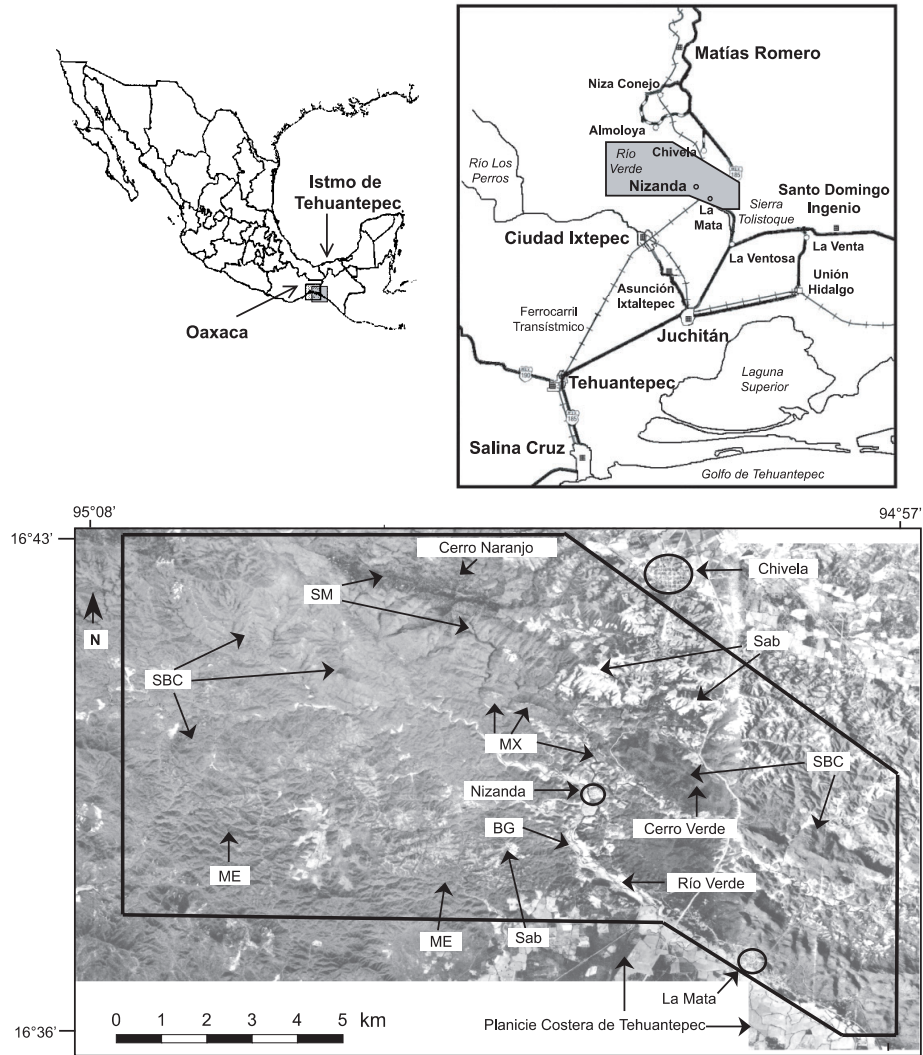 Istmo de
Tehuantepec
Oaxaca
Matías Romero
Niza Conejo
Almoloya
Chivela
Río Los
Perros
Río
Verde
185
Nizanda
La
Mata
Sierra
Tolistoque
Santo Domingo
Ingenio
Ciudad Ixtepec
La Ventosa
La Venta
Asunción
Ixtaltepec
Unión
Hidalgo
Ferrocarril
Transístmico
Juchitán
190
Tehuantepec
Laguna
Superior
185
Salina Cruz
Golfo de Tehuantepec
95°08'
94°57'
16°43'
Cerro Naranjo
Chivela
SM
N
Sab
SBC
MX
SBC
Nizanda
BG
Cerro Verde
ME
Río Verde
ME
Sab
La Mata
0 1 2 3 4 5 km
Planicie Costera de Tehuantepec
16°36'